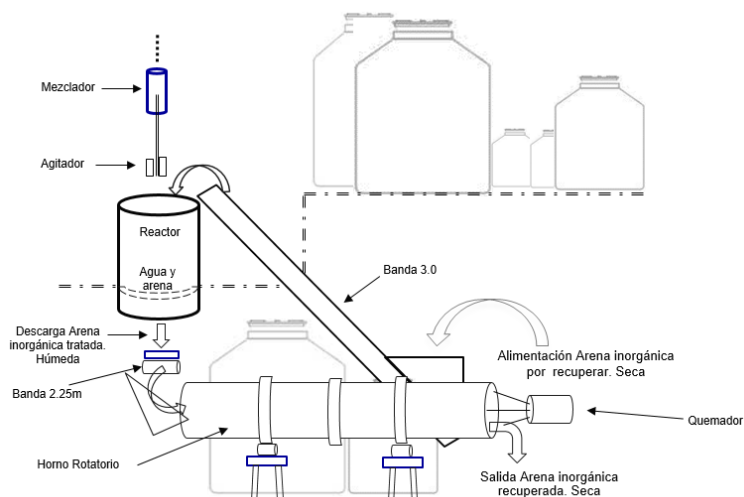 Mezclador
Agitador
Reactor
Agua y
arena
Banda 3.0
Descarga Arena
inorgánica tratada.
Húmeda
Alimentación Arena inorgánica
por recuperar. Seca
Banda 2.25m
Quemador
Horno Rotatorio
Salida Arena inorgánica
recuperada. Seca